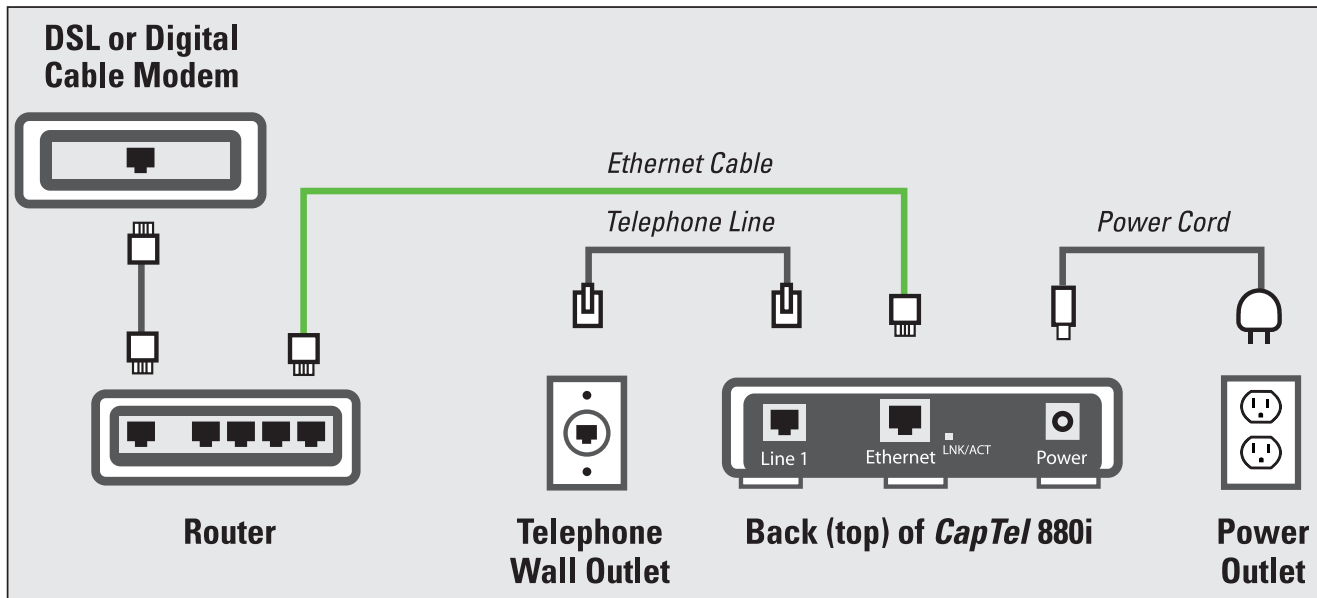 DSL or Digital
Cable Modem
Ethernet Cable
Telephone Line
Power Cord
Line 1
Ethernet
LNK/ACT
Power
Router
Telephone
Wall Outlet
Back (top) of CapTel 880i
Power
Outlet